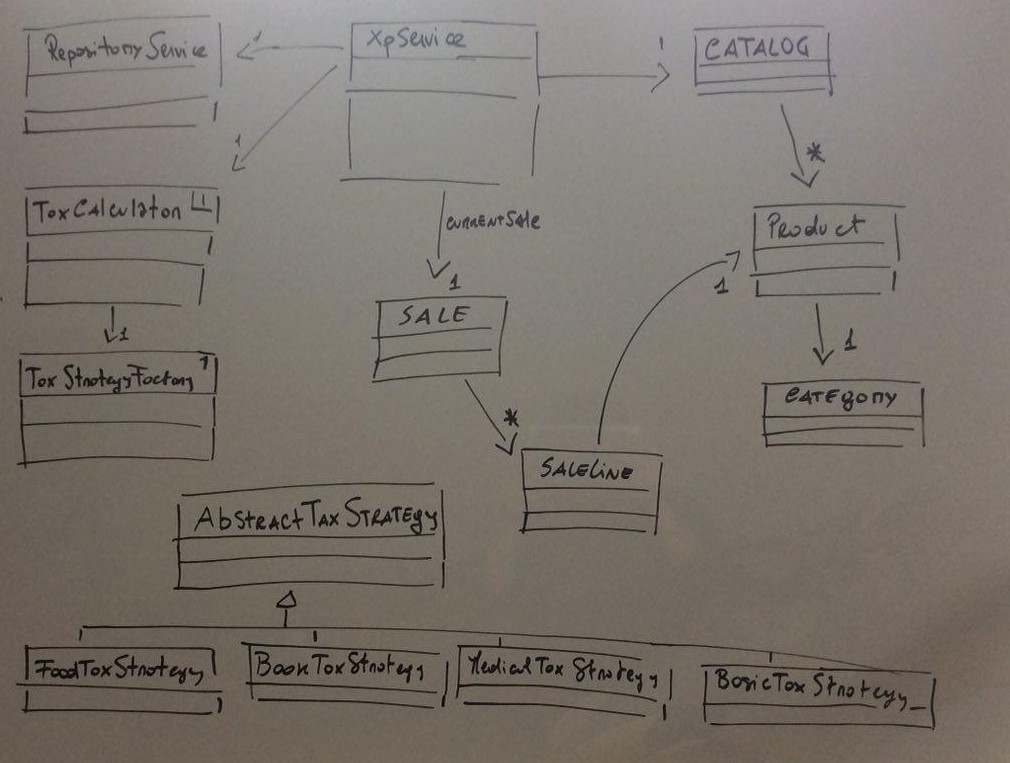 RepositoryService
1
XpService
1
CATALOG
1
*
TaxCalculator
1
Product
currentSale
1
1
1
SALE
1
TaxStrategyFactory
1
CATEGORY
*
SALELINE
AbstractTaxStrategy
FoodTaxStrategy
BookTaxStrategy
MedicalTaxStrategy
BasicTaxStrategy